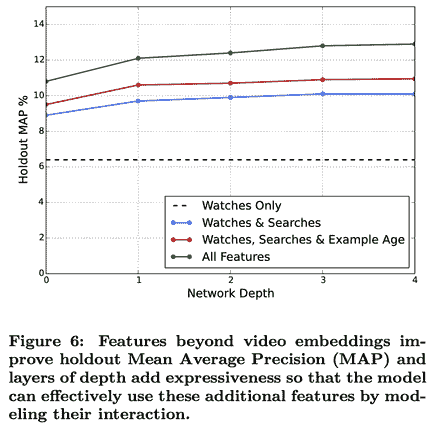 14
12
10
8
6
4
2
0
Holdout MAP %
Watches Only
Watches & Searches
Watches, Searches & Example Age
All Features
0 1 2 3 4
Network Depth
Figure 6: Features beyond video embeddings im-
prove holdout Mean Average Precision (MAP) and
layers of depth add expressiveness so that the model
can effectively use these additional features by mod-
eling their interaction.